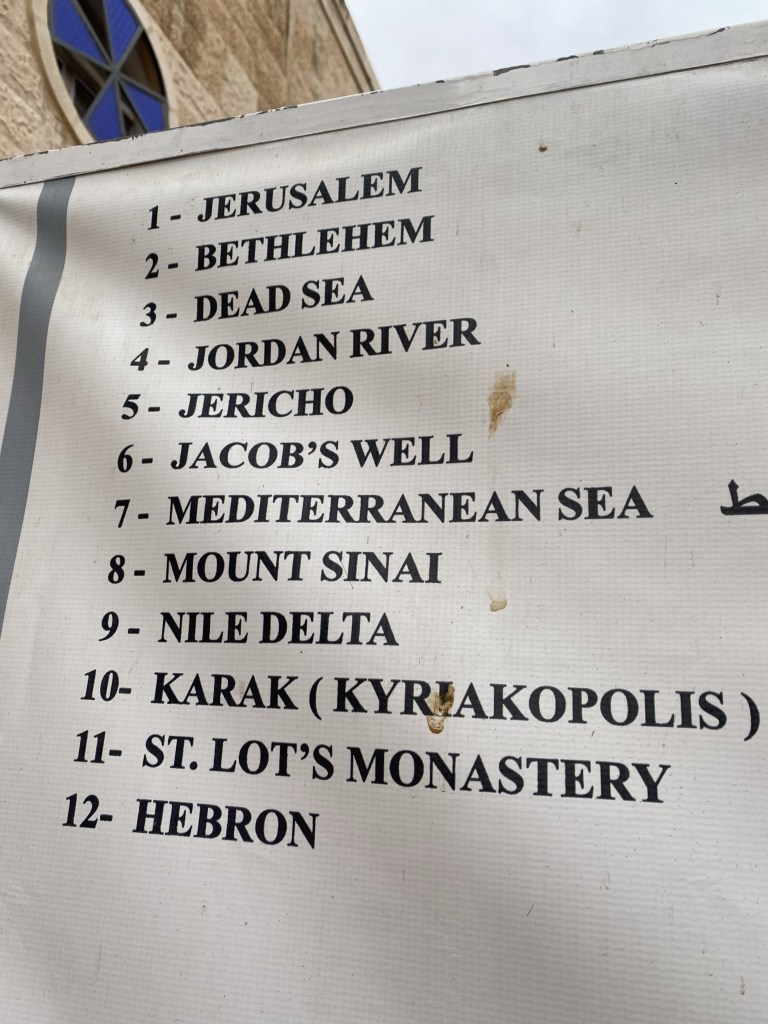 1 - JERUSALEM
2 - BETHLEHEM
3 - DEAD SEA
4 - JORDAN RIVER
5 - JERICHO
6 - JACOB'S WELL
7 - MEDITERRANEAN SEA
8 - MOUNT SINAI
9 - NILE DELTA
10- KARAK ( KYRIAKOPOLIS )
11- ST. LOT'S MONASTERY
12- HEBRON